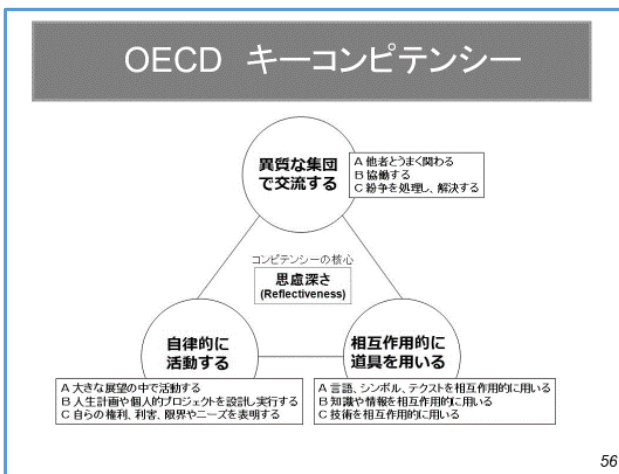 OECD　キーコンピテンシー
異質な集団
で交流する
A 他者とうまく関わる
B 協働する
C 紛争を処理し、解決する
コンピテンシーの核心
思慮深さ
(Reflectiveness)
自律的に
活動する
A 大きな展望の中で活動する
B 人生計画や個人的プロジェクトを設計し実行する
C 自らの権利、利害、限界やニーズを表明する
相互作用的に
道具を用いる
A 言語、シンボル、テクストを相互作用的に用いる
B 知識や情報を相互作用的に用いる
C 技術を相互作用的に用いる
56